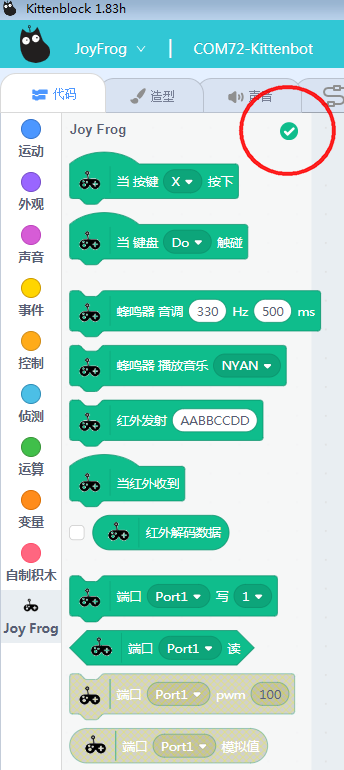 Kittenblock 1.83h
JoyFrog COM72-Kittenbot
代码 造型 声音
Joy Frog
运动
外观
声音
事件
控制
侦测
运算
变量
自制积木
Joy Frog
当 按键 X 按下
当 键盘 Do 触碰
蜂鸣器 音调 330 Hz 500 ms
蜂鸣器 播放音乐 NYAN
红外发射 AABBCCDD
当红外收到
红外解码数据
端口 Port1 写 1
端口 Port1 读
端口 Port1 pwm 100
端口 Port1 模拟值